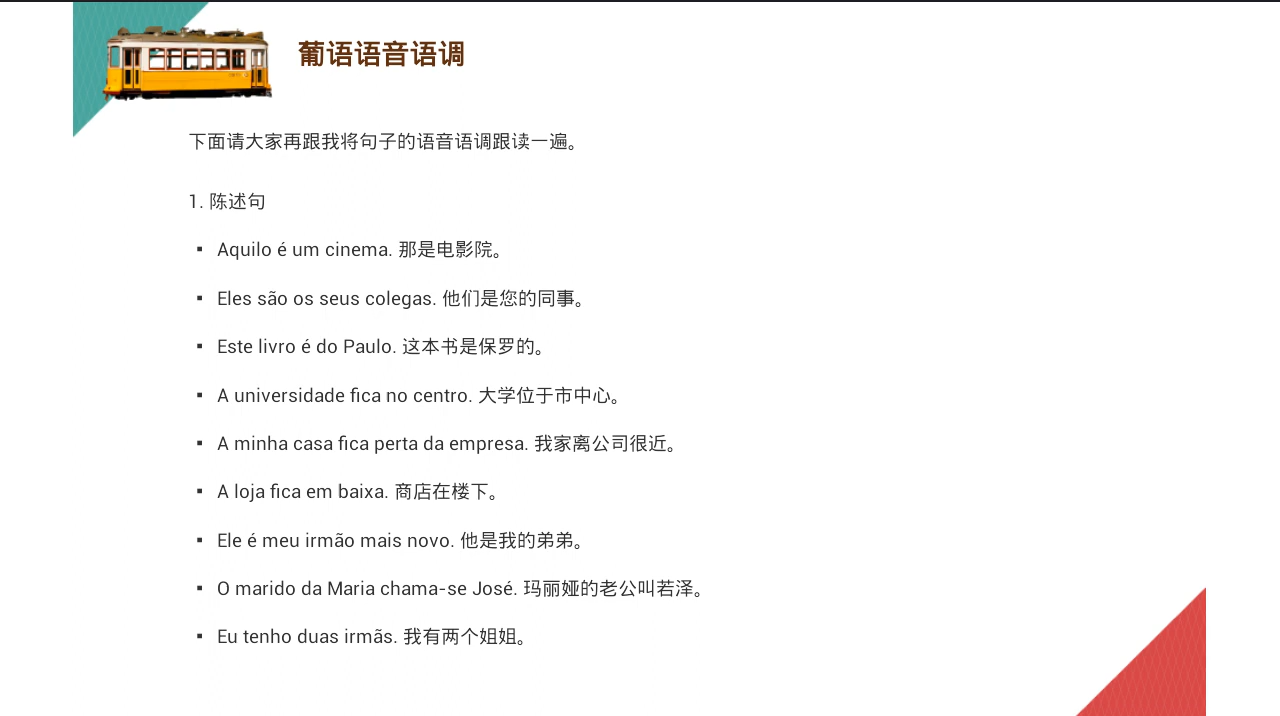 葡语语音语调
下面请大家再跟我将句子的语音语调跟读一遍。
1. 陈述句
▪ Aquilo é um cinema. 那是电影院。
▪ Eles são os seus colegas. 他们是您的同事。
▪ Este livro é do Paulo. 这本书是保罗的。
▪ A universidade fica no centro. 大学位于市中心。
▪ A minha casa fica perta da empresa. 我家离公司很近。
▪ A loja fica em baixa. 商店在楼下。
▪ Ele é meu irmão mais novo. 他是我的弟弟。
▪ O marido da Maria chama-se José. 玛丽娅的老公叫若泽。
▪ Eu tenho duas irmãs. 我有两个姐姐。